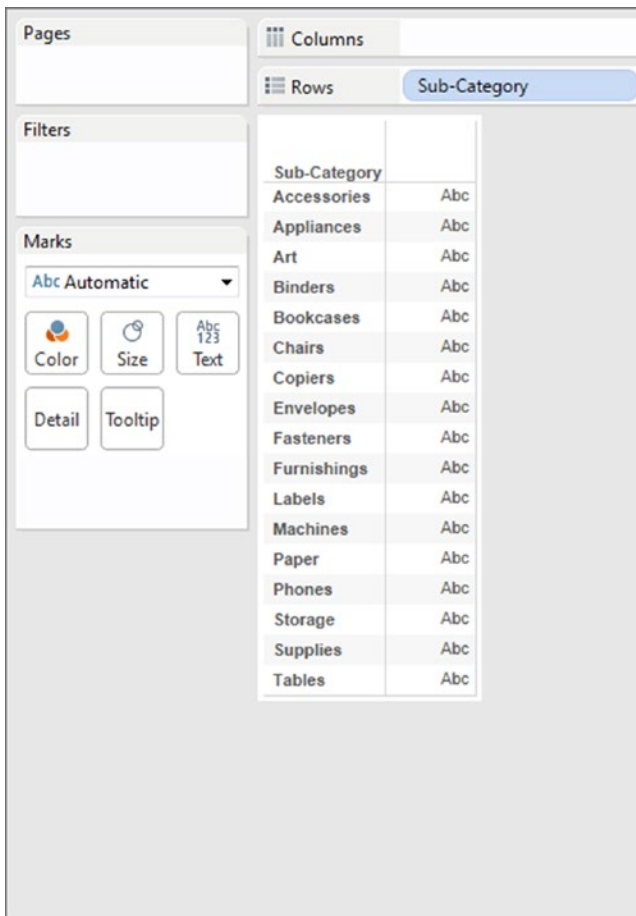 Pages
Columns
Rows
Sub-Category
Filters
Marks
Abc Automatic
Color
Size
Abc
123
Text
Detail
Tooltip
Sub-Category
Accessories Abc
Appliances Abc
Art Abc
Binders Abc
Bookcases Abc
Chairs Abc
Copiers Abc
Envelopes Abc
Fasteners Abc
Furnishings Abc
Labels Abc
Machines Abc
Paper Abc
Phones Abc
Storage Abc
Supplies Abc
Tables Abc